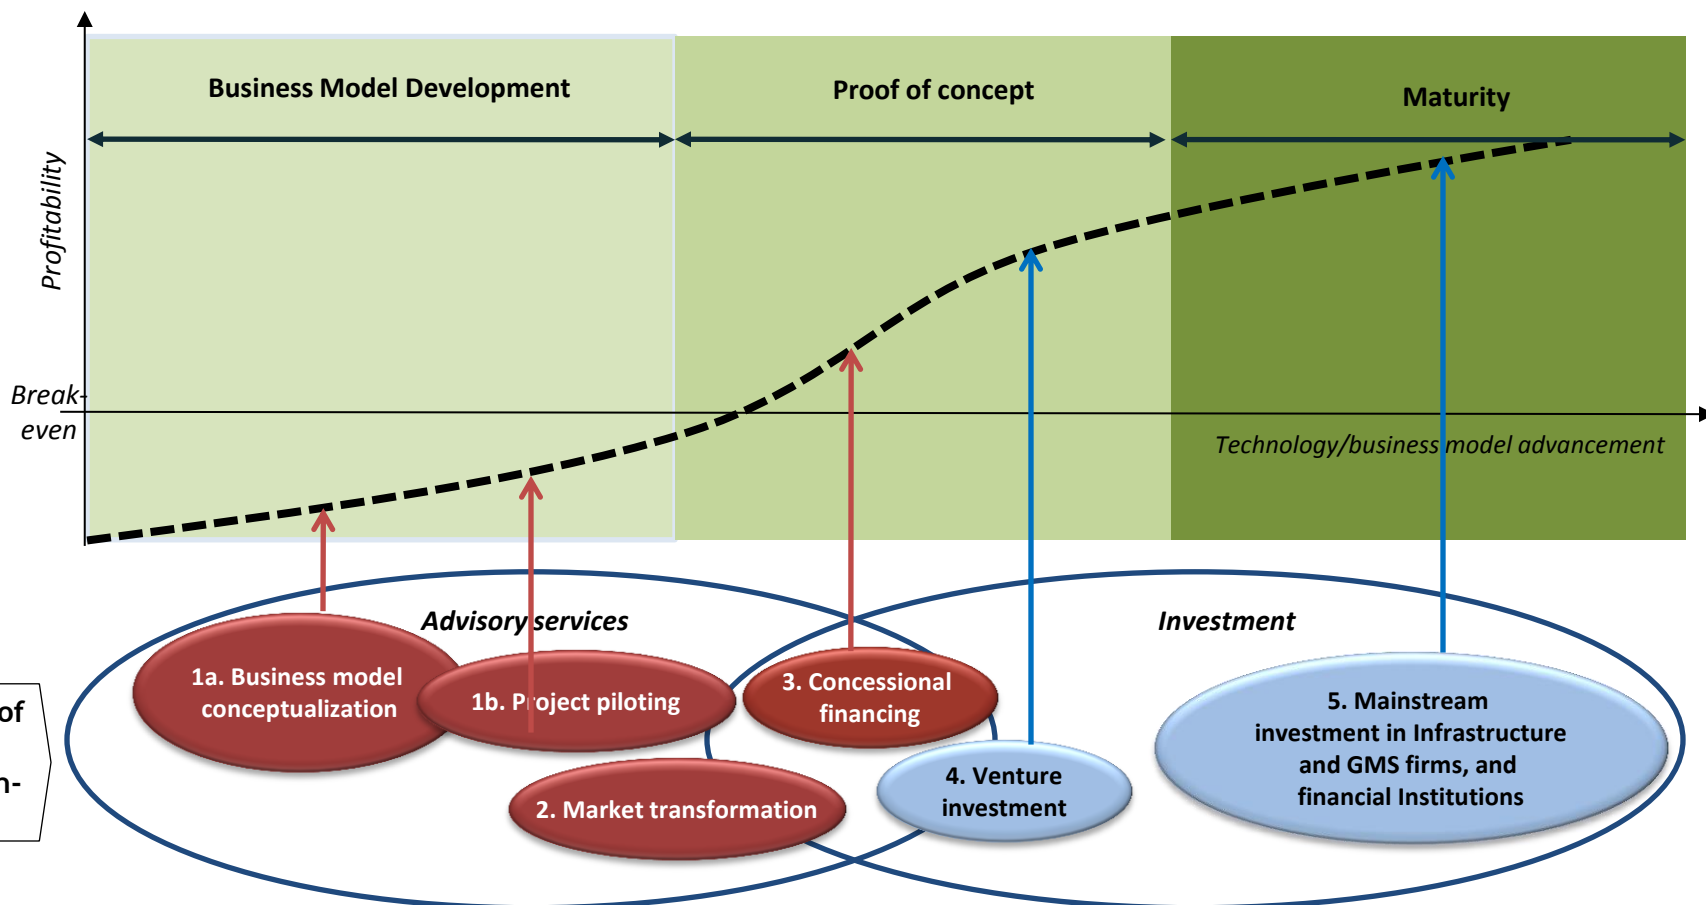 Business Model Development
Proof of concept
Maturity
Profitability
Break-
even
Technology/business model advancement
Advisory services
Investment
1a. Business model
conceptualization
1b. Project piloting
2. Market transformation
3. Concessional
financing
4. Venture
investment
5. Mainstream
investment in Infrastructure
and GMS firms, and
financial Institutions
of
n-